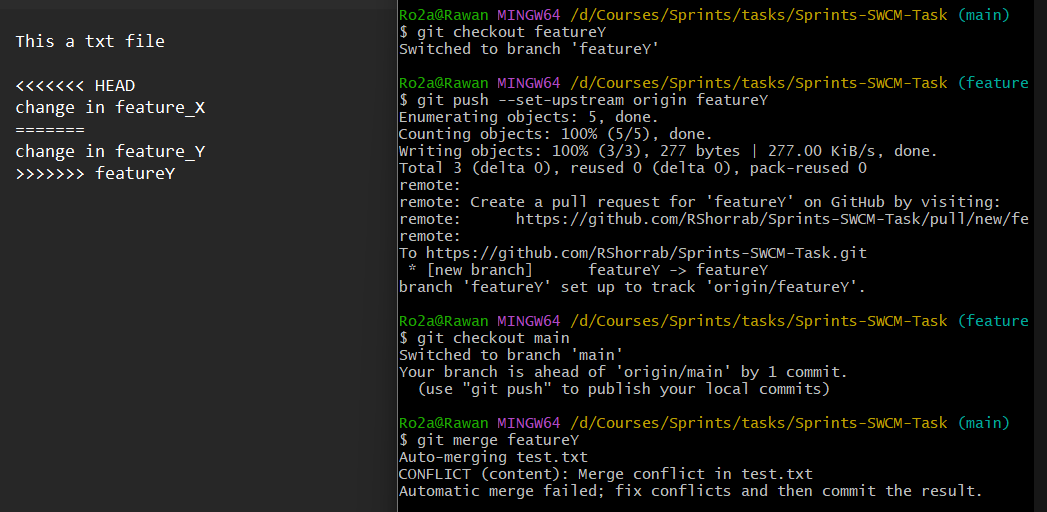 This a txt file
<<<<<<< HEAD
change in feature_X
=======
change in feature_Y
>>>>>>> featureY
Ro2a@Rawan MINGW64 /d/Courses/Sprints/tasks/Sprints-SWCM-Task (main)
$ git checkout featureY
Switched to branch 'featureY'
Ro2a@Rawan MINGW64 /d/Courses/Sprints/tasks/Sprints-SWCM-Task (feature
$ git push --set-upstream origin featureY
Enumerating objects: 5, done.
Counting objects: 100% (5/5), done.
Writing objects: 100% (3/3), 277 bytes | 277.00 KiB/s, done.
Total 3 (delta 0), reused 0 (delta 0), pack-reused 0
remote:
remote: Create a pull request for 'featureY' on GitHub by visiting:
remote:      https://github.com/RShorrab/Sprints-SWCM-Task/pull/new/fe
remote:
To https://github.com/RShorrab/Sprints-SWCM-Task.git
 * [new branch]      featureY -> featureY
branch 'featureY' set up to track 'origin/featureY'.
Ro2a@Rawan MINGW64 /d/Courses/Sprints/tasks/Sprints-SWCM-Task (feature
$ git checkout main
Switched to branch 'main'
Your branch is ahead of 'origin/main' by 1 commit.
  (use "git push" to publish your local commits)
Ro2a@Rawan MINGW64 /d/Courses/Sprints/tasks/Sprints-SWCM-Task (main)
$ git merge featureY
Auto-merging test.txt
CONFLICT (content): Merge conflict in test.txt
Automatic merge failed; fix conflicts and then commit the result.